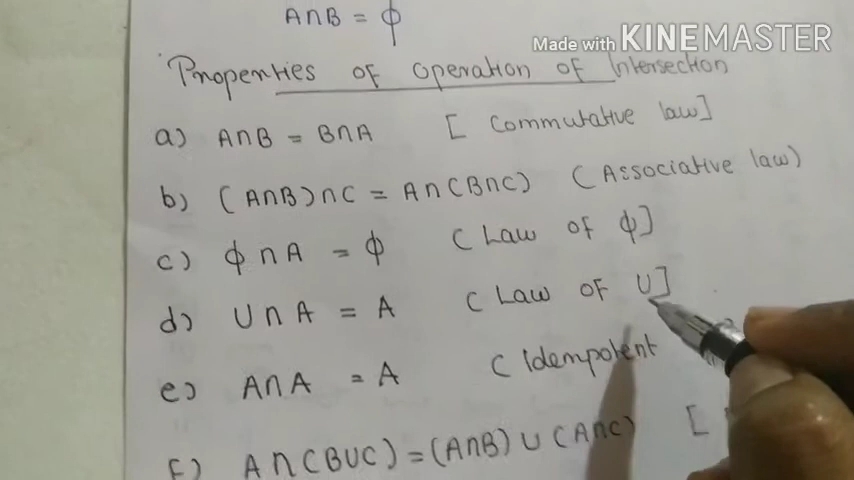 A∩B = ϕ
Made with KINEMASTER
Properties of operation of Intersection
a) A∩B = B∩A [ Commutative law]
b) (A∩B)∩C = A∩(B∩C) (Associative law)
c) ϕ∩A = ϕ ( Law of ϕ]
d) U∩A = A ( Law of U]
e) A∩A = A ( Idempotent
f) A∩(B∪C) = (A∩B) ∪ (A∩C) [